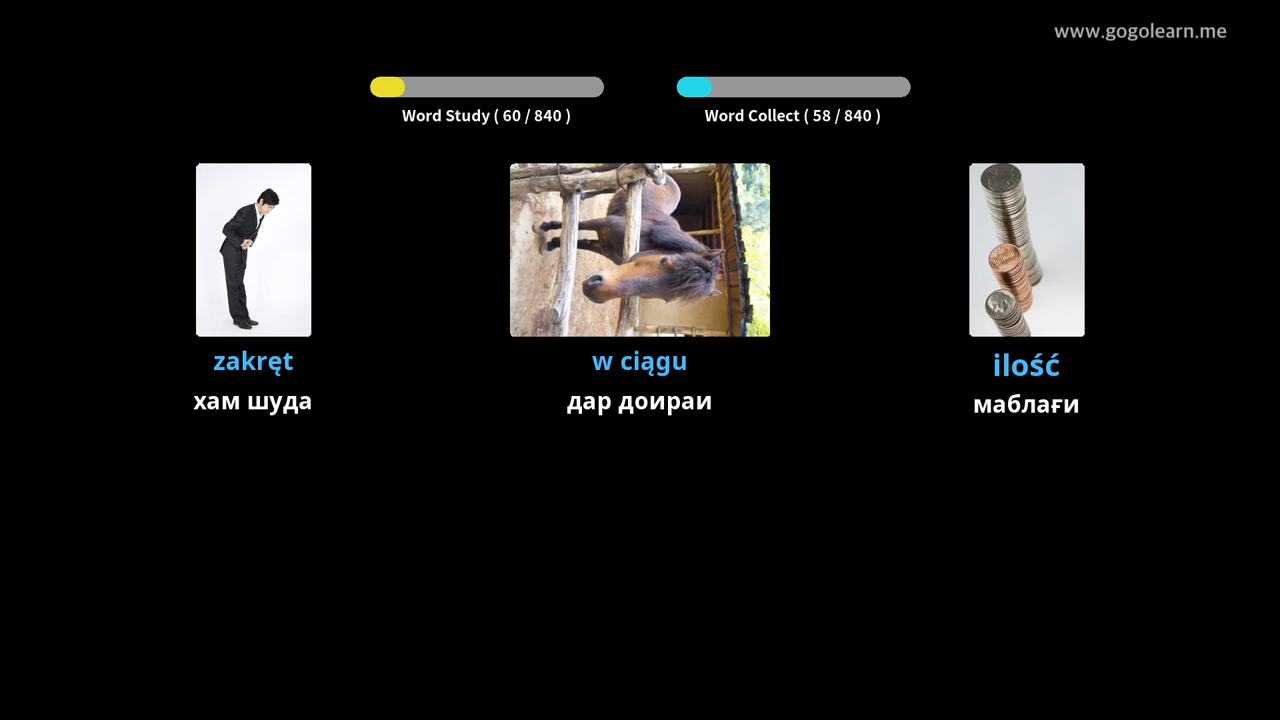 www.gogolearn.me
Word Study ( 60 / 840 )
Word Collect ( 58 / 840 )
zakręt
w ciągu
ilość
хам шуда
дар доираи
маблағи